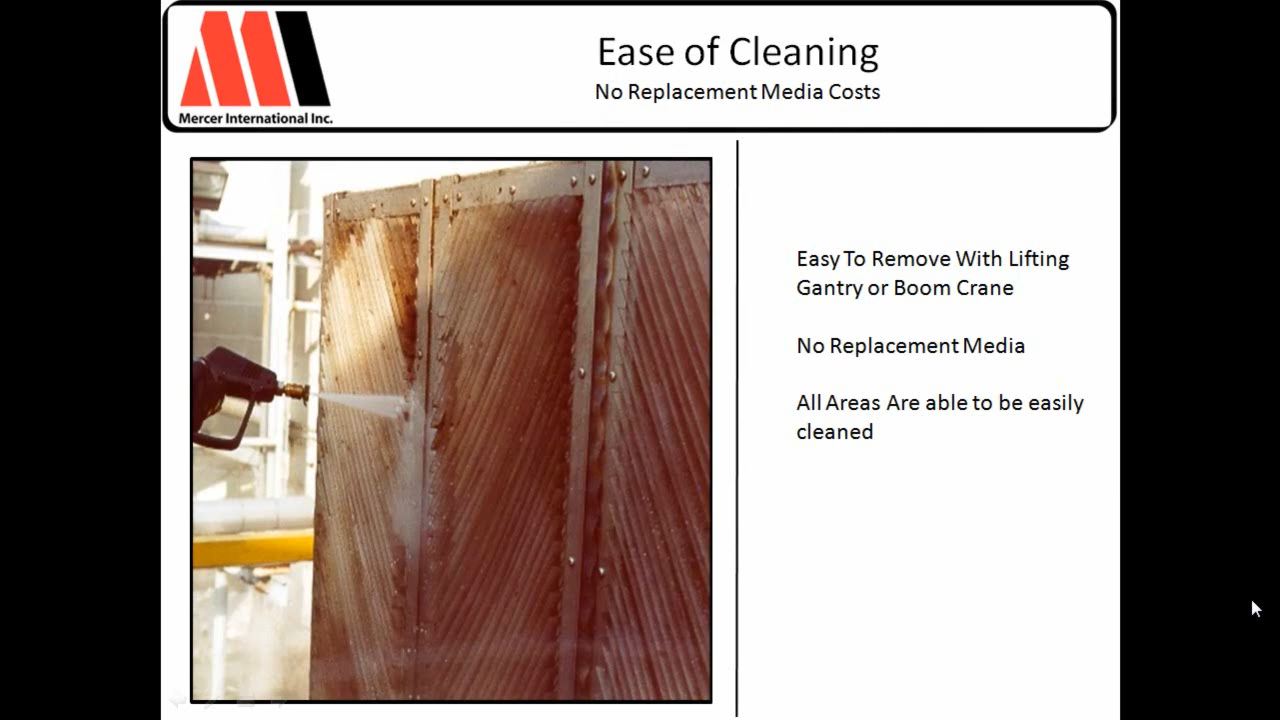 Mercer International Inc.
Ease of Cleaning
No Replacement Media Costs
Easy To Remove With Lifting
Gantry or Boom Crane
No Replacement Media
All Areas Are able to be easily
cleaned